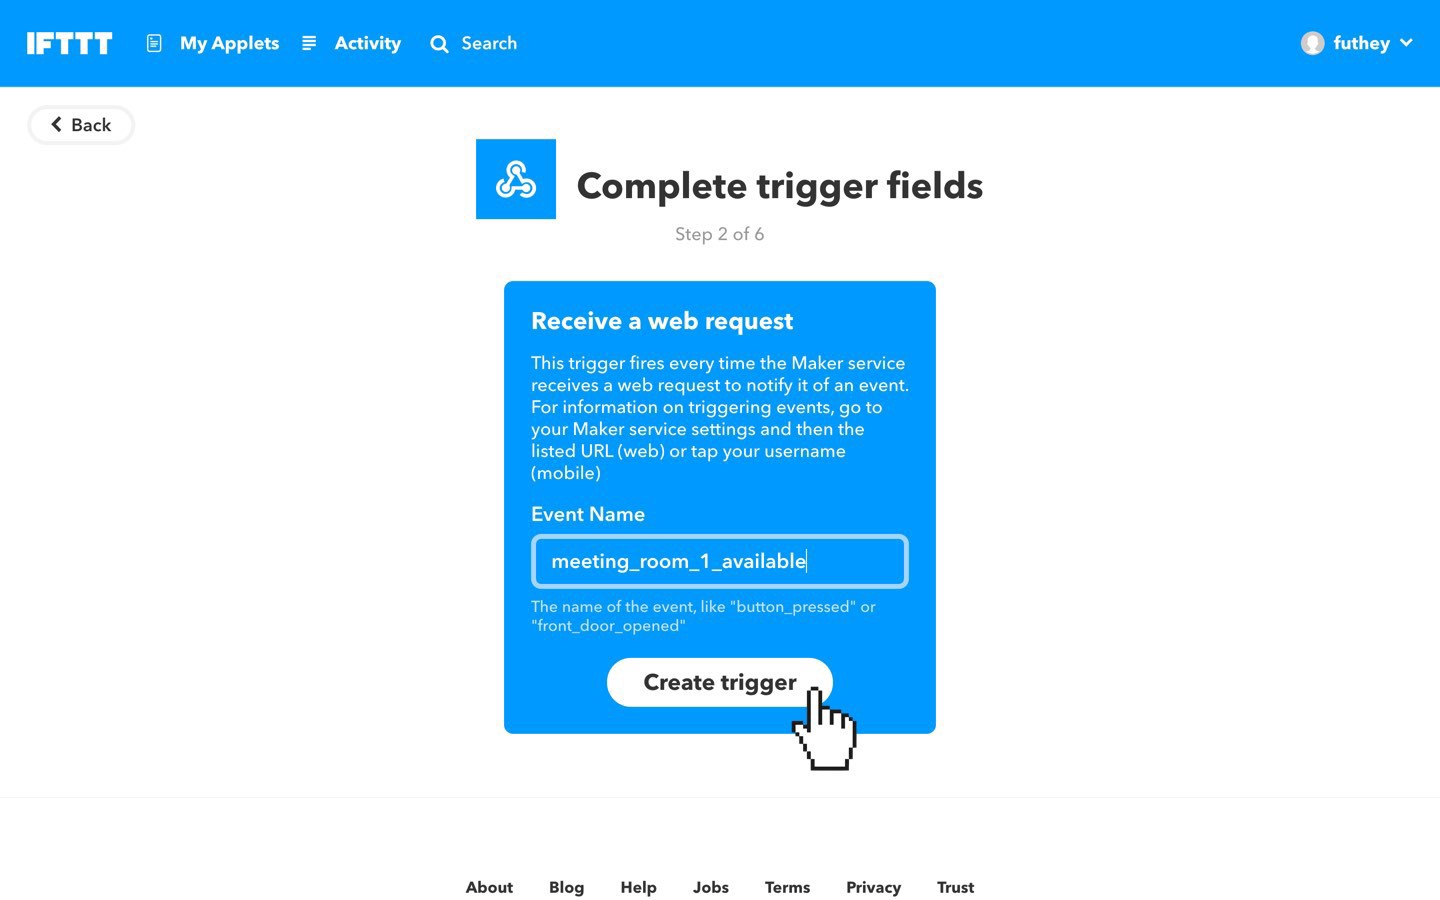 IFTTT My Applets Activity Search futhey
Back
Complete trigger fields
Step 2 of 6
Receive a web request
This trigger fires every time the Maker service
receives a web request to notify it of an event.
For information on triggering events, go to
your Maker service settings and then the
listed URL (web) or tap your username
(mobile)
Event Name
meeting_room_1_available
The name of the event, like "button_pressed" or
"front_door_opened"
Create trigger
About Blog Help Jobs Terms Privacy Trust